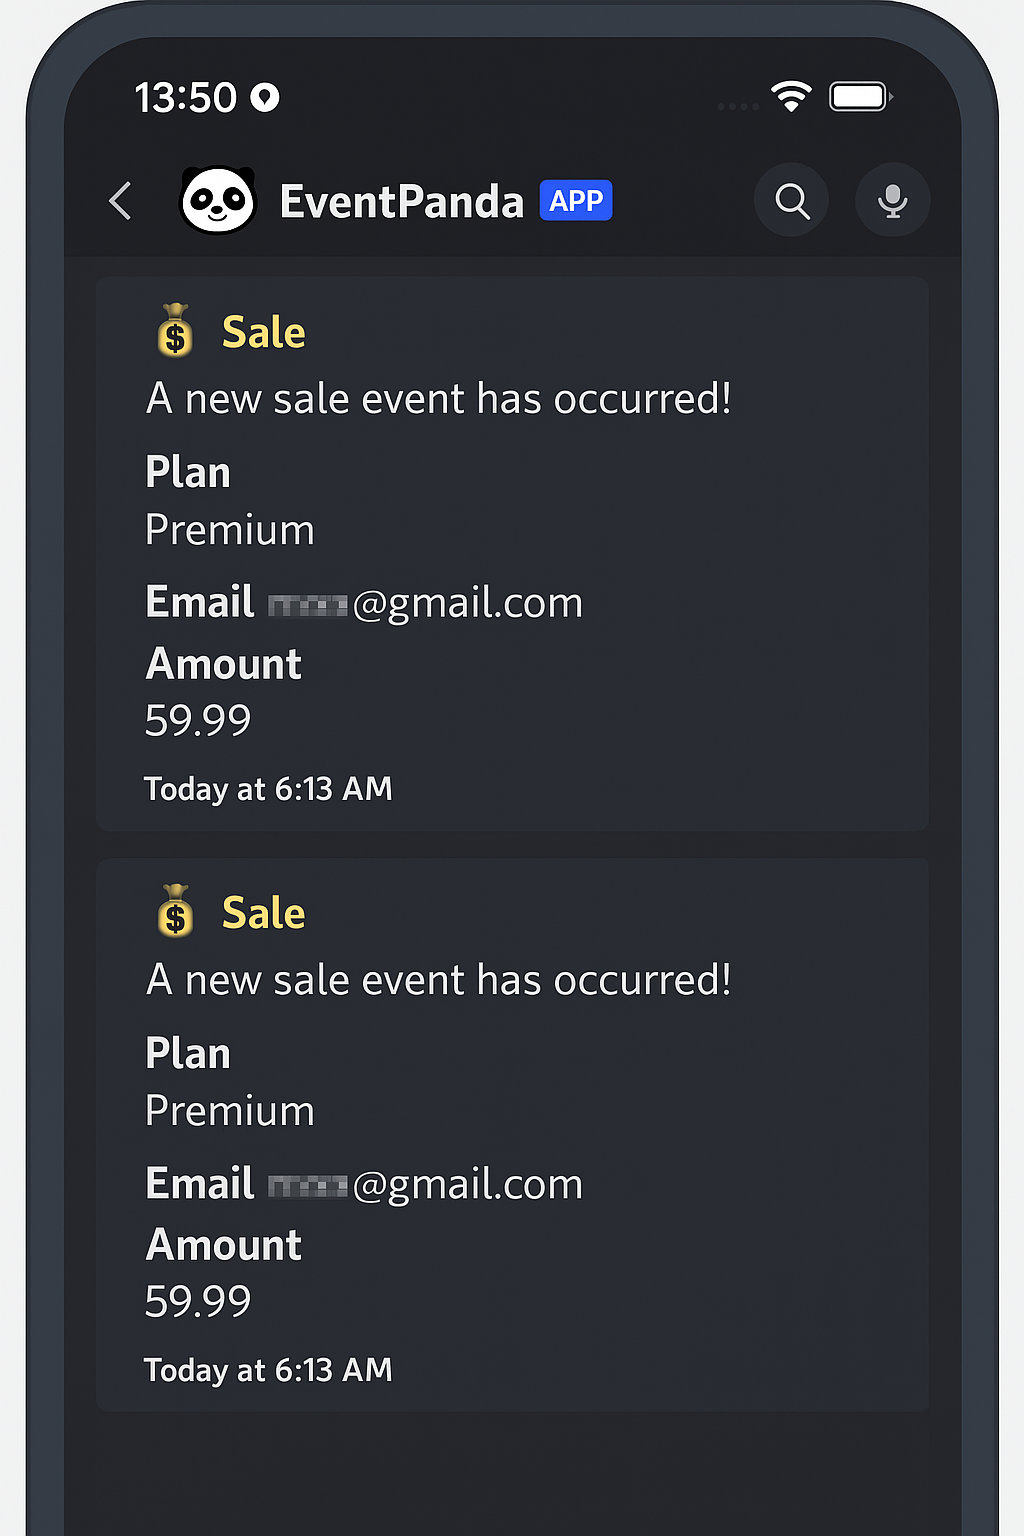 13:50
EventPanda APP
$ Sale
A new sale event has occurred!
Plan
Premium
Email @gmail.com
Amount
59.99
Today at 6:13 AM
$ Sale
A new sale event has occurred!
Plan
Premium
Email @gmail.com
Amount
59.99
Today at 6:13 AM